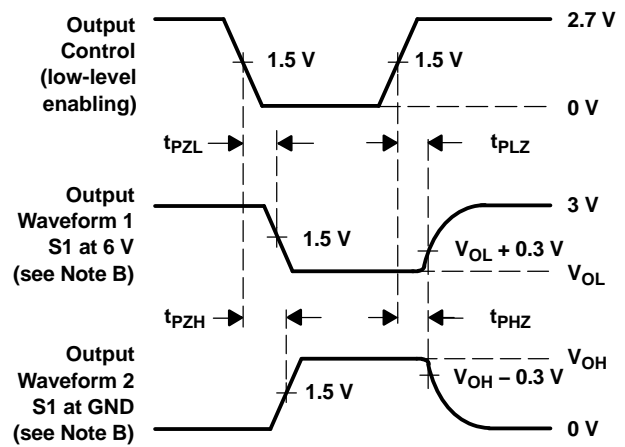 Output
Control
(low-level
enabling)
2.7 V
1.5 V
1.5 V
0 V
tPZL
tPLZ
Output
Waveform 1
S1 at 6 V
(see Note B)
3 V
1.5 V
VOL + 0.3 V
VOL
tPZH
tPHZ
Output
Waveform 2
S1 at GND
(see Note B)
VOH
1.5 V
VOH – 0.3 V
0 V